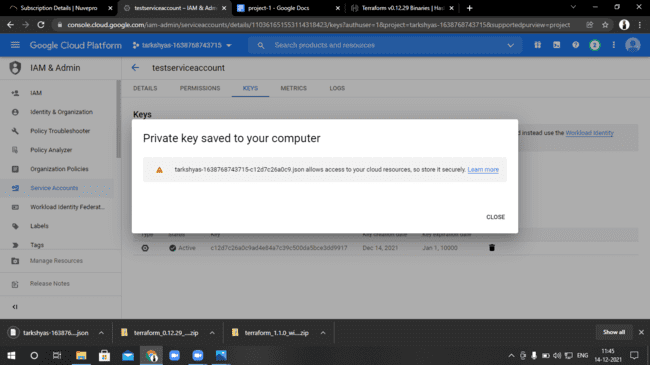 Subscription Details | Nuvepro
testserviceaccount – IAM & Admi
project-1 - Google Docs
Terraform v0.12.29 Binaries | Has
console.cloud.google.com/iam-admin/serviceaccounts/details/110361651553114318423/keys?authuser=1&project=tarkshyas-1638768743715&supportedpurview=project
Google Cloud Platform
tarkshyas-1638768743715
Search products and resources
IAM & Admin
testserviceaccount
DETAILS
PERMISSIONS
KEYS
METRICS
LOGS
IAM
Identity & Organization
Policy Troubleshooter
Policy Analyzer
Organization Policies
Service Accounts
Workload Identity Federat...
Labels
Tags
Manage Resources
Release Notes
Keys
d instead use the Workload Identity
Private key saved to your computer
tarkshyas-1638768743715-c12d7c26a0c9.json allows access to your cloud resources, so store it securely. Learn more
CLOSE
Type Status Key Key creation date Key expiration date
Active Dec 14, 2021 Jan 1, 10000
tarkshyas-163876....json
terraform_0.12.29_....zip
terraform_1.1.0_wi....zip
Show all
ENG
11:45
14-12-2021